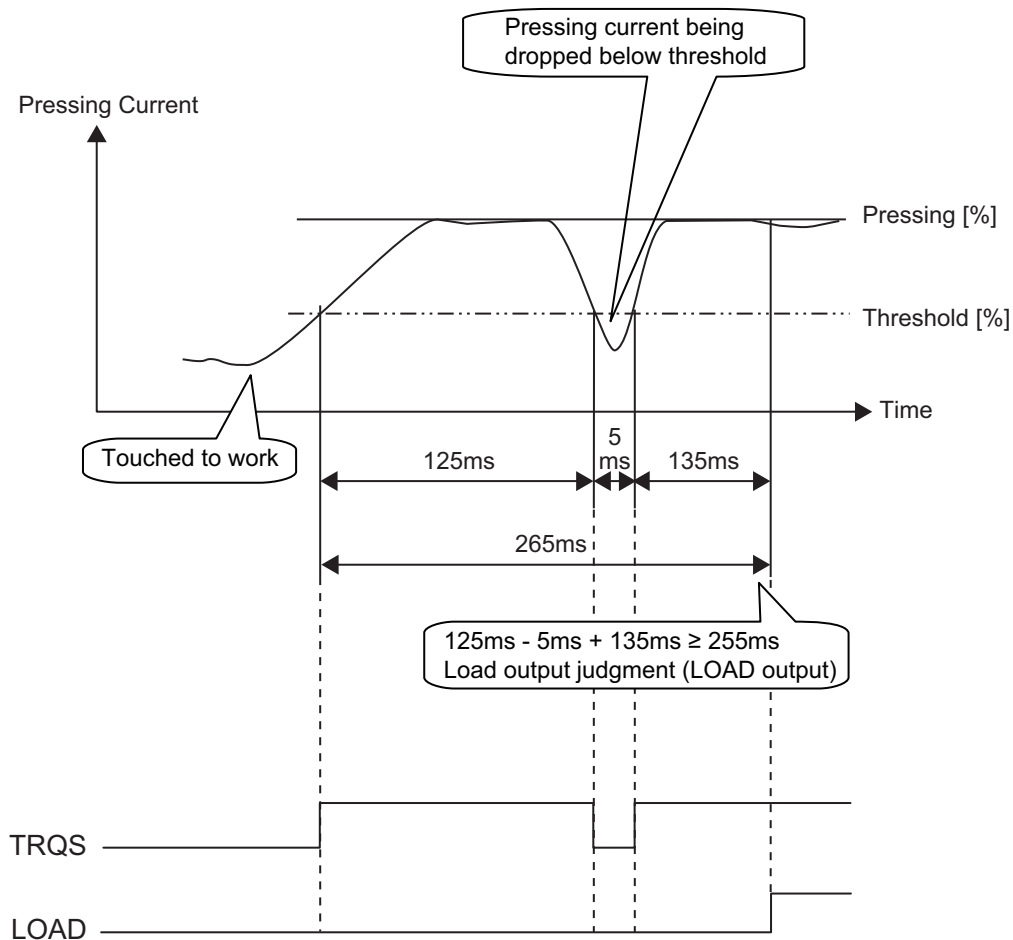 Pressing current being
dropped below threshold
Pressing Current
Pressing [%]
Threshold [%]
Time
Touched to work
125ms
5
ms
135ms
265ms
125ms - 5ms + 135ms ≥ 255ms
Load output judgment (LOAD output)
TRQS
LOAD